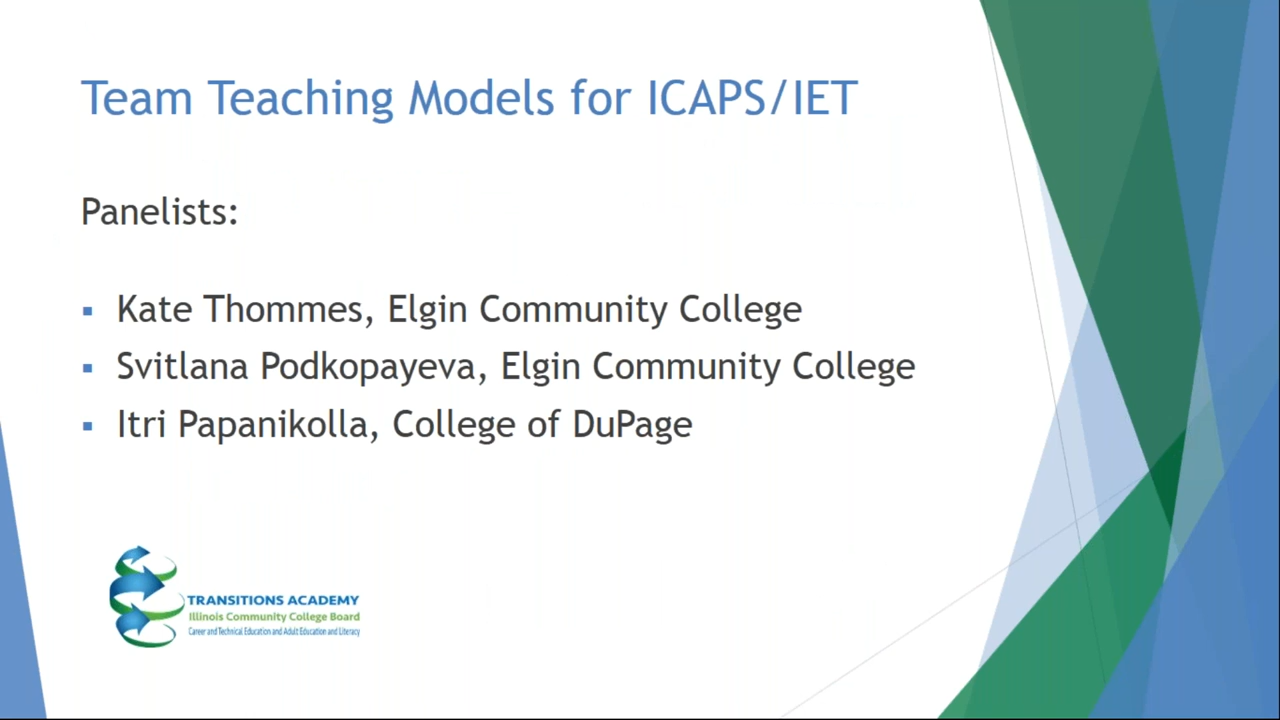 Team Teaching Models for ICAPS/IET
Panelists:
Kate Thommes, Elgin Community College
Svitlana Podkopayeva, Elgin Community College
Itri Papanikolla, College of DuPage
TRANSITIONS ACADEMY
Illinois Community College Board
Career and Technical Education and Adult Education and Literacy